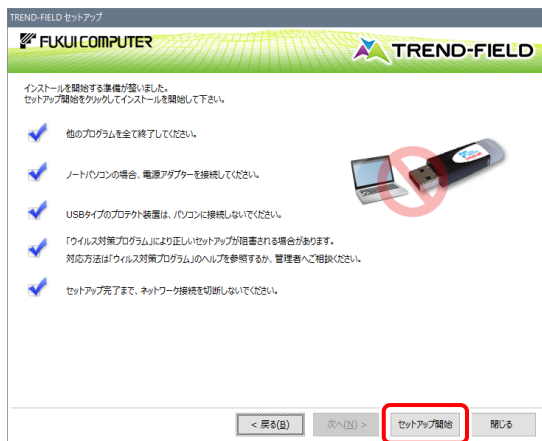 TREND-FIELD セットアップ
FUKUI COMPUTER
TREND-FIELD
インストールを開始する準備が整いました。
セットアップ開始をクリックしてインストールを開始して下さい。
他のプログラムを全て終了してください。
ノートパソコンの場合、電源アダプターを接続してください。
USBタイプのプロテクト装置は、パソコンに接続しないでください。
「ウイルス対策プログラム」により正しいセットアップが阻害される場合があります。
対応方法は「ウィルス対策プログラム」のヘルプを参照するか、管理者へご相談ください。
セットアップ完了まで、ネットワーク接続を切断しないでください。
< 戻る(B)
次へ(N) >
セットアップ開始
閉じる